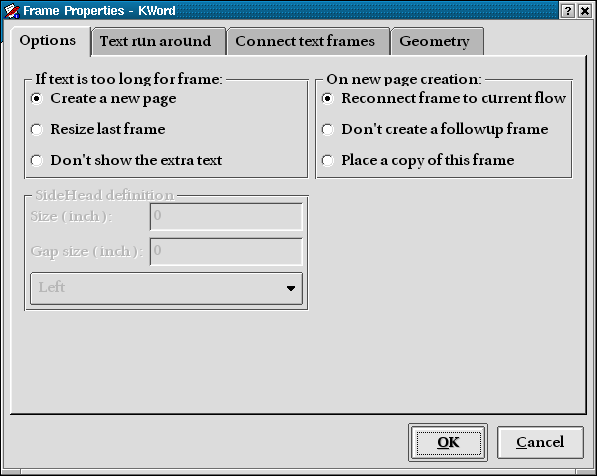 Frame Properties - KWord
Options
Text run around
Connect text frames
Geometry
If text is too long for frame:
Create a new page
Resize last frame
Don't show the extra text
On new page creation:
Reconnect frame to current flow
Don't create a followup frame
Place a copy of this frame
SideHead definition
Size ( inch ):
0
Gap size ( inch ):
0
Left
OK
Cancel